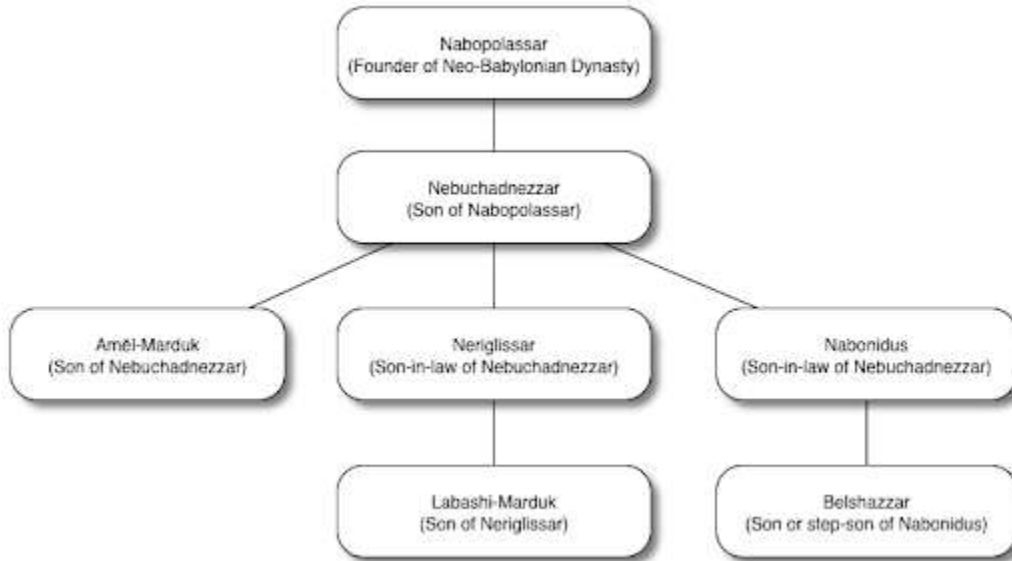 Nabopolassar
(Founder of Neo-Babylonian Dynasty)
Nebuchadnezzar
(Son of Nabopolassar)
Amēl-Marduk
(Son of Nebuchadnezzar)
Neriglissar
(Son-in-law of Nebuchadnezzar)
Nabonidus
(Son-in-law of Nebuchadnezzar)
Labashi-Marduk
(Son of Neriglissar)
Belshazzar
(Son or step-son of Nabonidus)